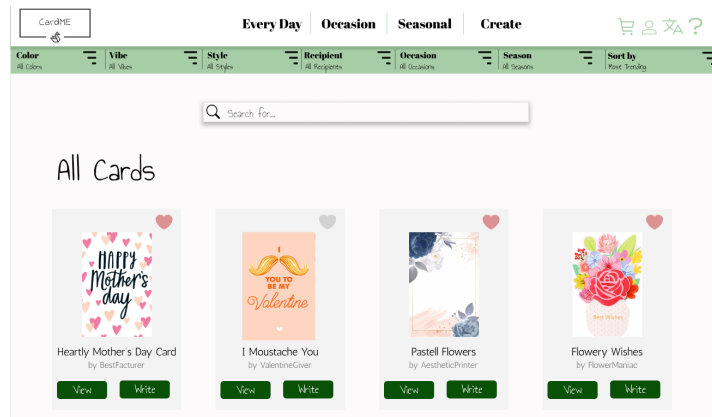 CardME
Every Day Occasion Seasonal Create
Color Vibe Style Recipient Occasion Season Sort by
All Colors All Vibes All Styles All Recipients All Occasions All Seasons Most Trending
Search for...
All Cards
HAPPY
Mother's
day
I
YOU TO
BE MY
Valentine
Best Wishes
Heartly Mother's Day Card I Moustache You Pastell Flowers Flowery Wishes
by BestFacturer by ValentineGiver by AestheticPrinter by FlowerManiac
View Write View Write View Write View Write